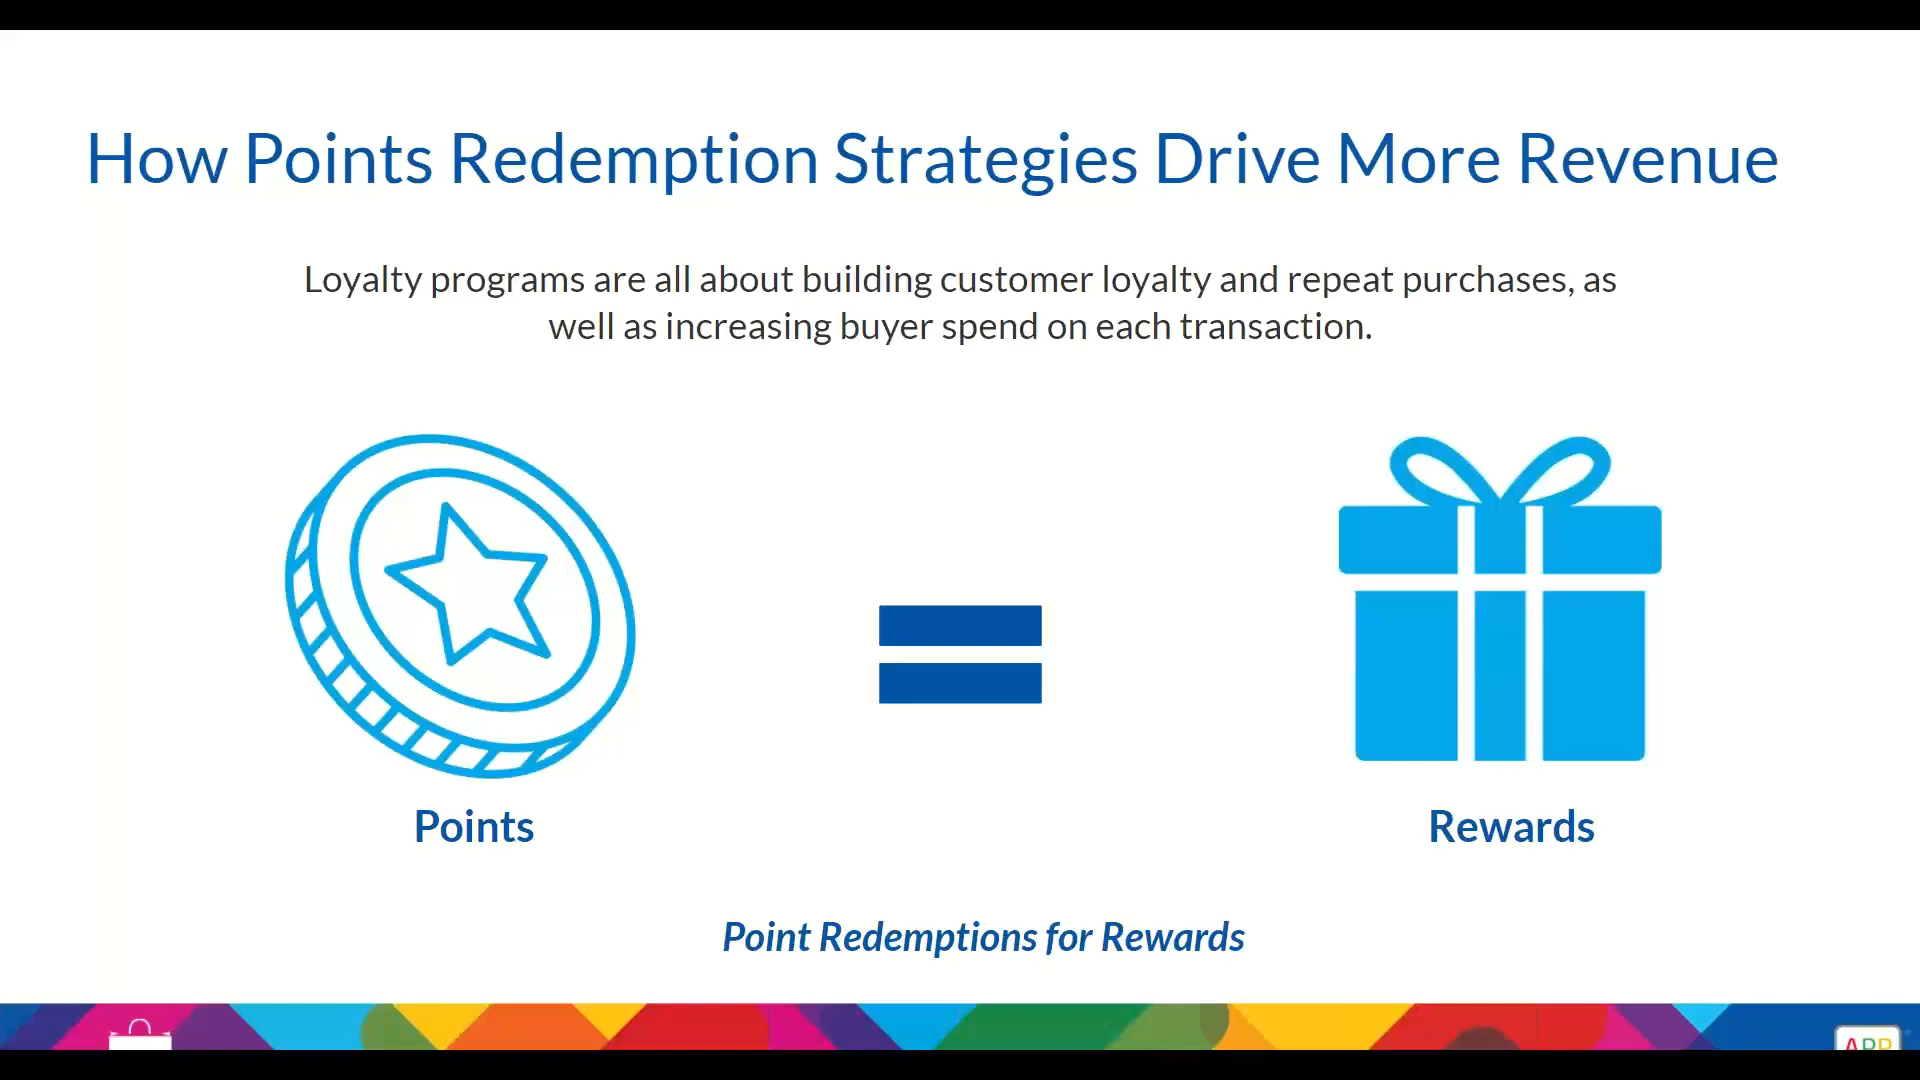 How Points Redemption Strategies Drive More Revenue
Loyalty programs are all about building customer loyalty and repeat purchases, as
well as increasing buyer spend on each transaction.
Points
Rewards
Point Redemptions for Rewards